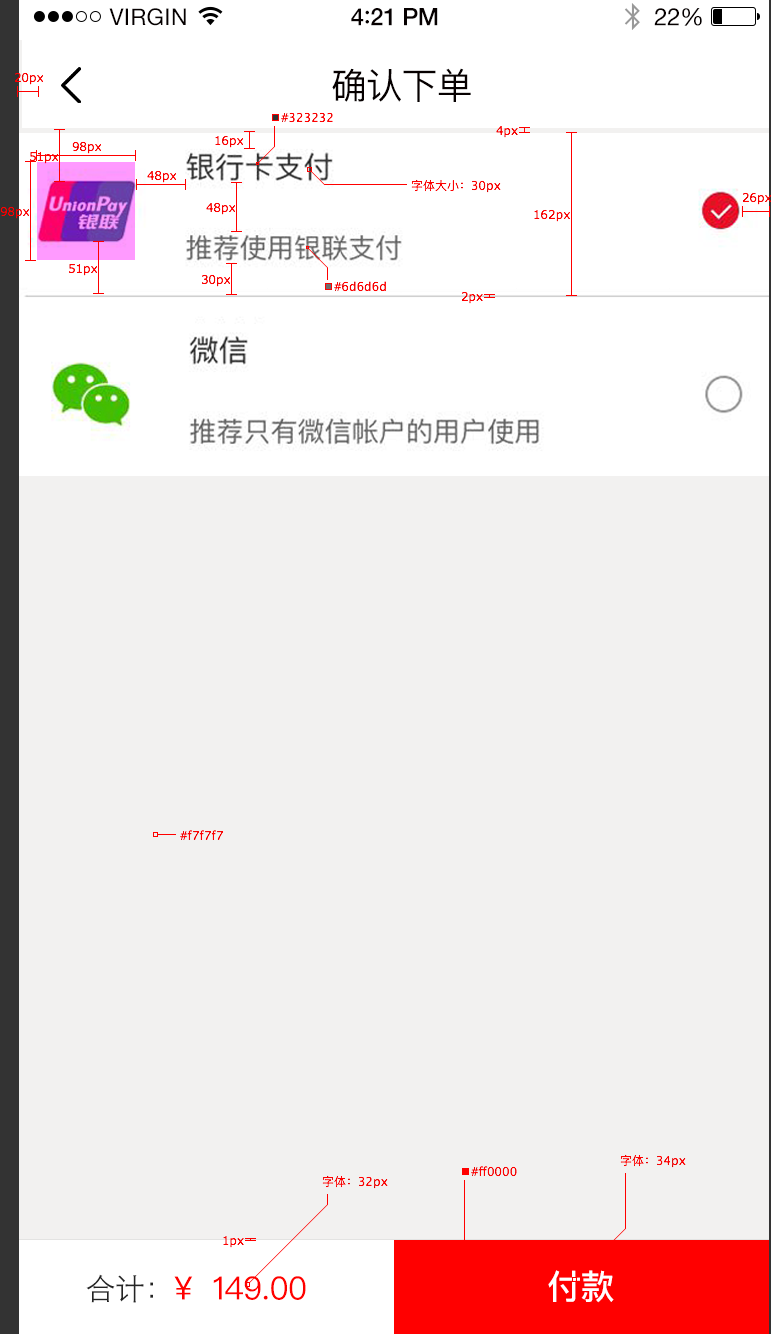 VIRGIN 4:21 PM 22%
20px
确认下单
#323232
4px
16px
98px
51px
银行卡支付
48px
字体大小：30px
UnionPay
银联
98px
48px
162px
26px
推荐使用银联支付
51px
30px
#6d6d6d
2px
微信
推荐只有微信帐户的用户使用
#f7f7f7
字体：34px
#ff0000
字体：32px
1px
合计：¥ 149.00
付款